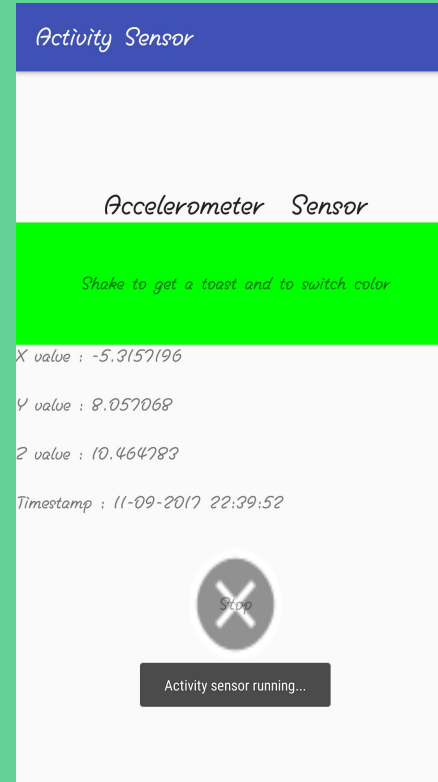 Activity Sensor
Accelerometer Sensor
Shake to get a toast and to switch color
X value : -5.3157196
Y value : 8.057068
Z value : 10.464783
Timestamp : 11-09-2017 22:39:52
Stop
Activity sensor running...